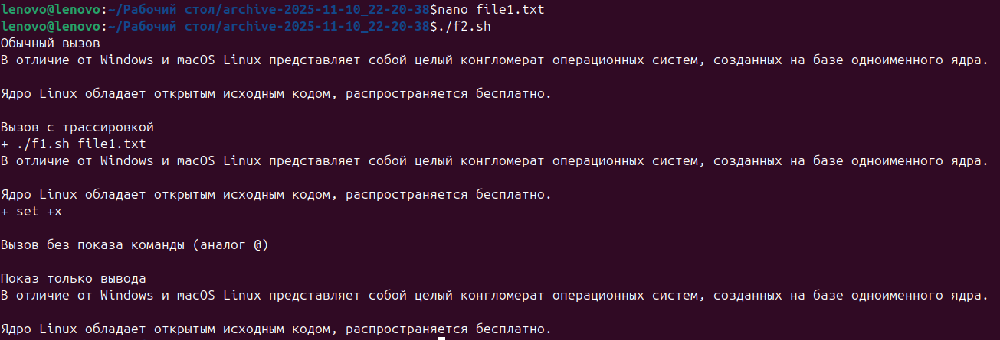 lenovo@lenovo:~/Рабочий стол/archive-2025-11-10_22-20-38$nano file1.txt
lenovo@lenovo:~/Рабочий стол/archive-2025-11-10_22-20-38$./f2.sh
Обычный вызов
В отличие от Windows и macOS Linux представляет собой целый конгломерат операционных систем, созданных на базе одноименного ядра.
Ядро Linux обладает открытым исходным кодом, распространяется бесплатно.
Вызов с трассировкой
+ ./f1.sh file1.txt
В отличие от Windows и macOS Linux представляет собой целый конгломерат операционных систем, созданных на базе одноименного ядра.
Ядро Linux обладает открытым исходным кодом, распространяется бесплатно.
+ set +x
Вызов без показа команды (аналог @)
Показ только вывода
В отличие от Windows и macOS Linux представляет собой целый конгломерат операционных систем, созданных на базе одноименного ядра.
Ядро Linux обладает открытым исходным кодом, распространяется бесплатно.